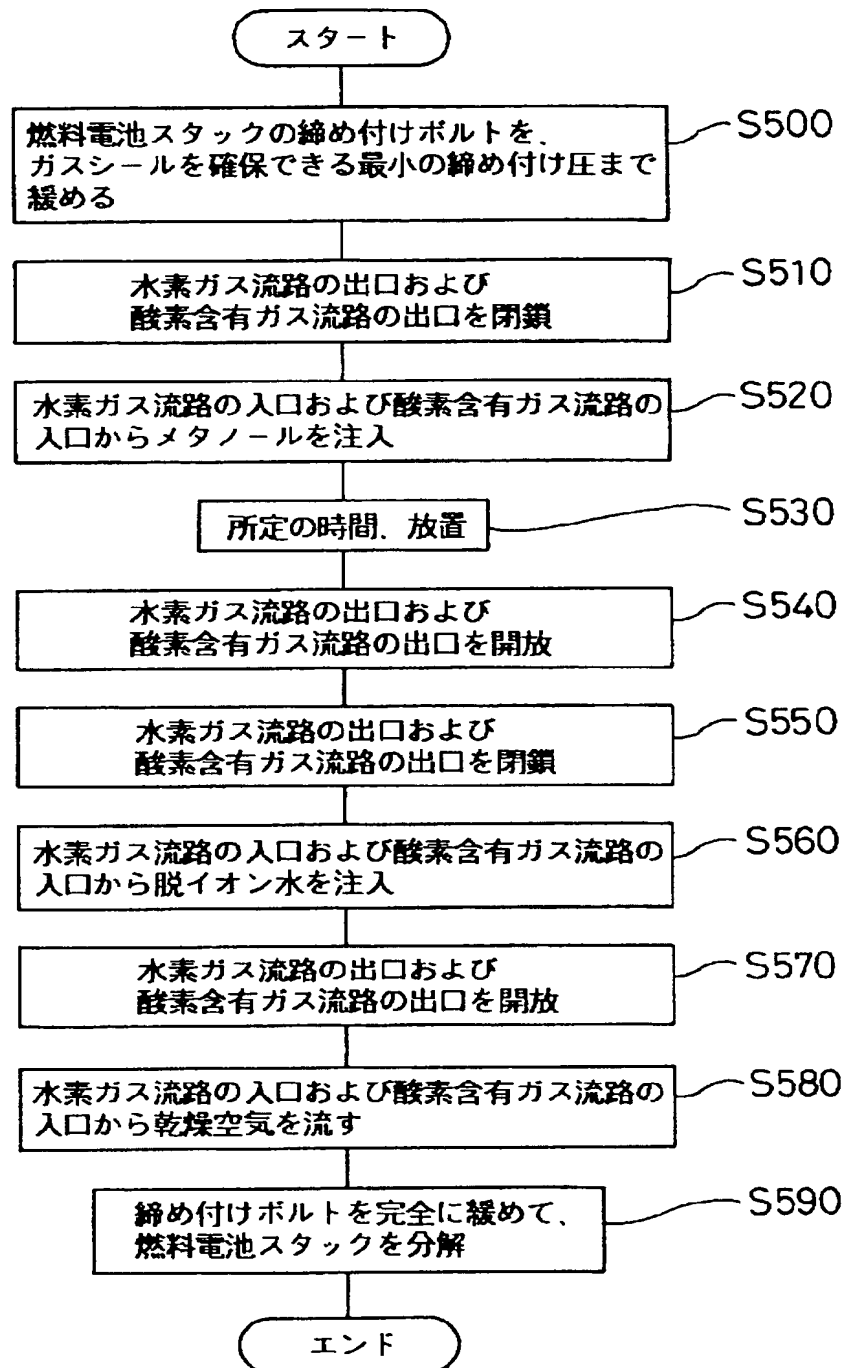 スタート
燃料電池スタックの締め付けボルトを、
ガスシールを確保できる最小の締め付け圧まで
緩める
S500
水素ガス流路の出口および
酸素含有ガス流路の出口を閉鎖
S510
水素ガス流路の入口および酸素含有ガス流路の
入口からメタノールを注入
S520
所定の時間、放置
S530
水素ガス流路の出口および
酸素含有ガス流路の出口を開放
S540
水素ガス流路の出口および
酸素含有ガス流路の出口を閉鎖
S550
水素ガス流路の入口および酸素含有ガス流路の
入口から脱イオン水を注入
S560
水素ガス流路の出口および
酸素含有ガス流路の出口を開放
S570
水素ガス流路の入口および酸素含有ガス流路の
入口から乾燥空気を流す
S580
締め付けボルトを完全に緩めて、
燃料電池スタックを分解
S590
エンド